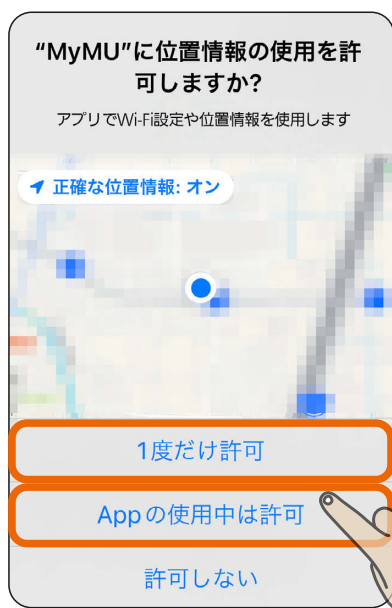 “MyMU”に位置情報の使用を許
可しますか?
アプリでWi-Fi設定や位置情報を使用します
正確な位置情報: オン
1度だけ許可
Appの使用中は許可
許可しない